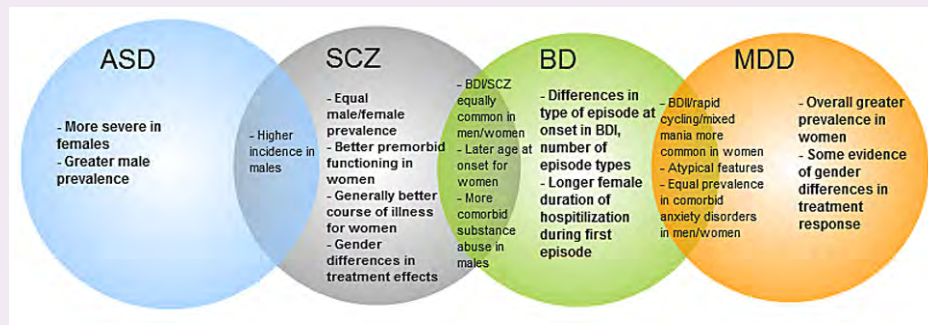 ASD
- More severe in
females
- Greater male
prevalence
- Higher
incidence in
males
SCZ
- Equal
male/female
prevalence
- Better premorbid
functioning in
women
- Generally better
course of illness
for women
- Gender
differences in
treatment effects
- BDI/SCZ
equally
common in
men/women
- Later age at
onset for
women
- More
comorbid
substance
abuse in
males
BD
- Differences in
type of episode at
onset in BDI,
number of
episode types
- Longer female
duration of
hospitilization
during first
episode
- BDII/rapid
cycling/mixed
mania more
common in women
- Atypical features
- Equal prevalence
in comorbid
anxiety disorders
in men/women
MDD
- Overall greater
prevalence in
women
- Some evidence
of gender
differences in
treatment
response